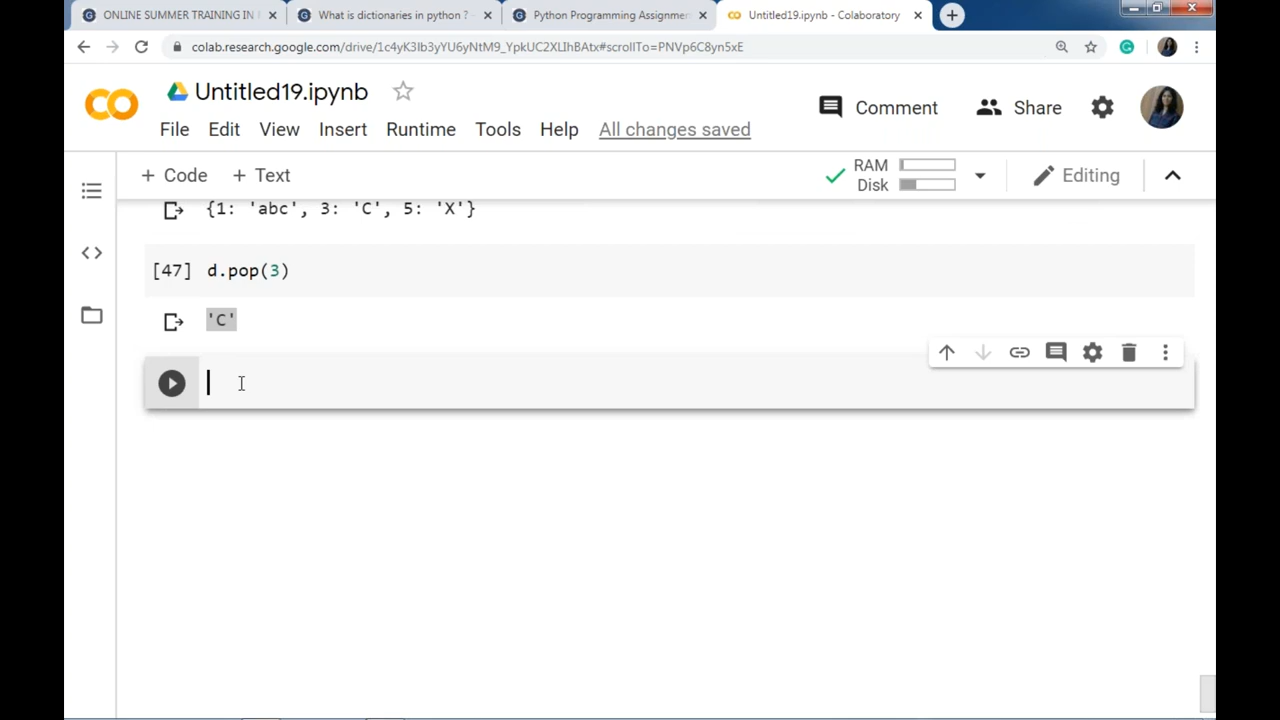 ONLINE SUMMER TRAINING IN
What is dictionaries in python ?
Python Programming Assignmen
Untitled19.ipynb - Colaboratory
colab.research.google.com/drive/1c4yK3Ib3yYU6yNtM9_YpkUC2XLIhBAtx#scrollTo=PNVp6C8yn5xE
CO
Untitled19.ipynb
Comment
Share
File
Edit
View
Insert
Runtime
Tools
Help
All changes saved
+ Code
+ Text
RAM
Disk
Editing
{1: 'abc', 3: 'C', 5: 'X'}
[47] d.pop(3)
'C'